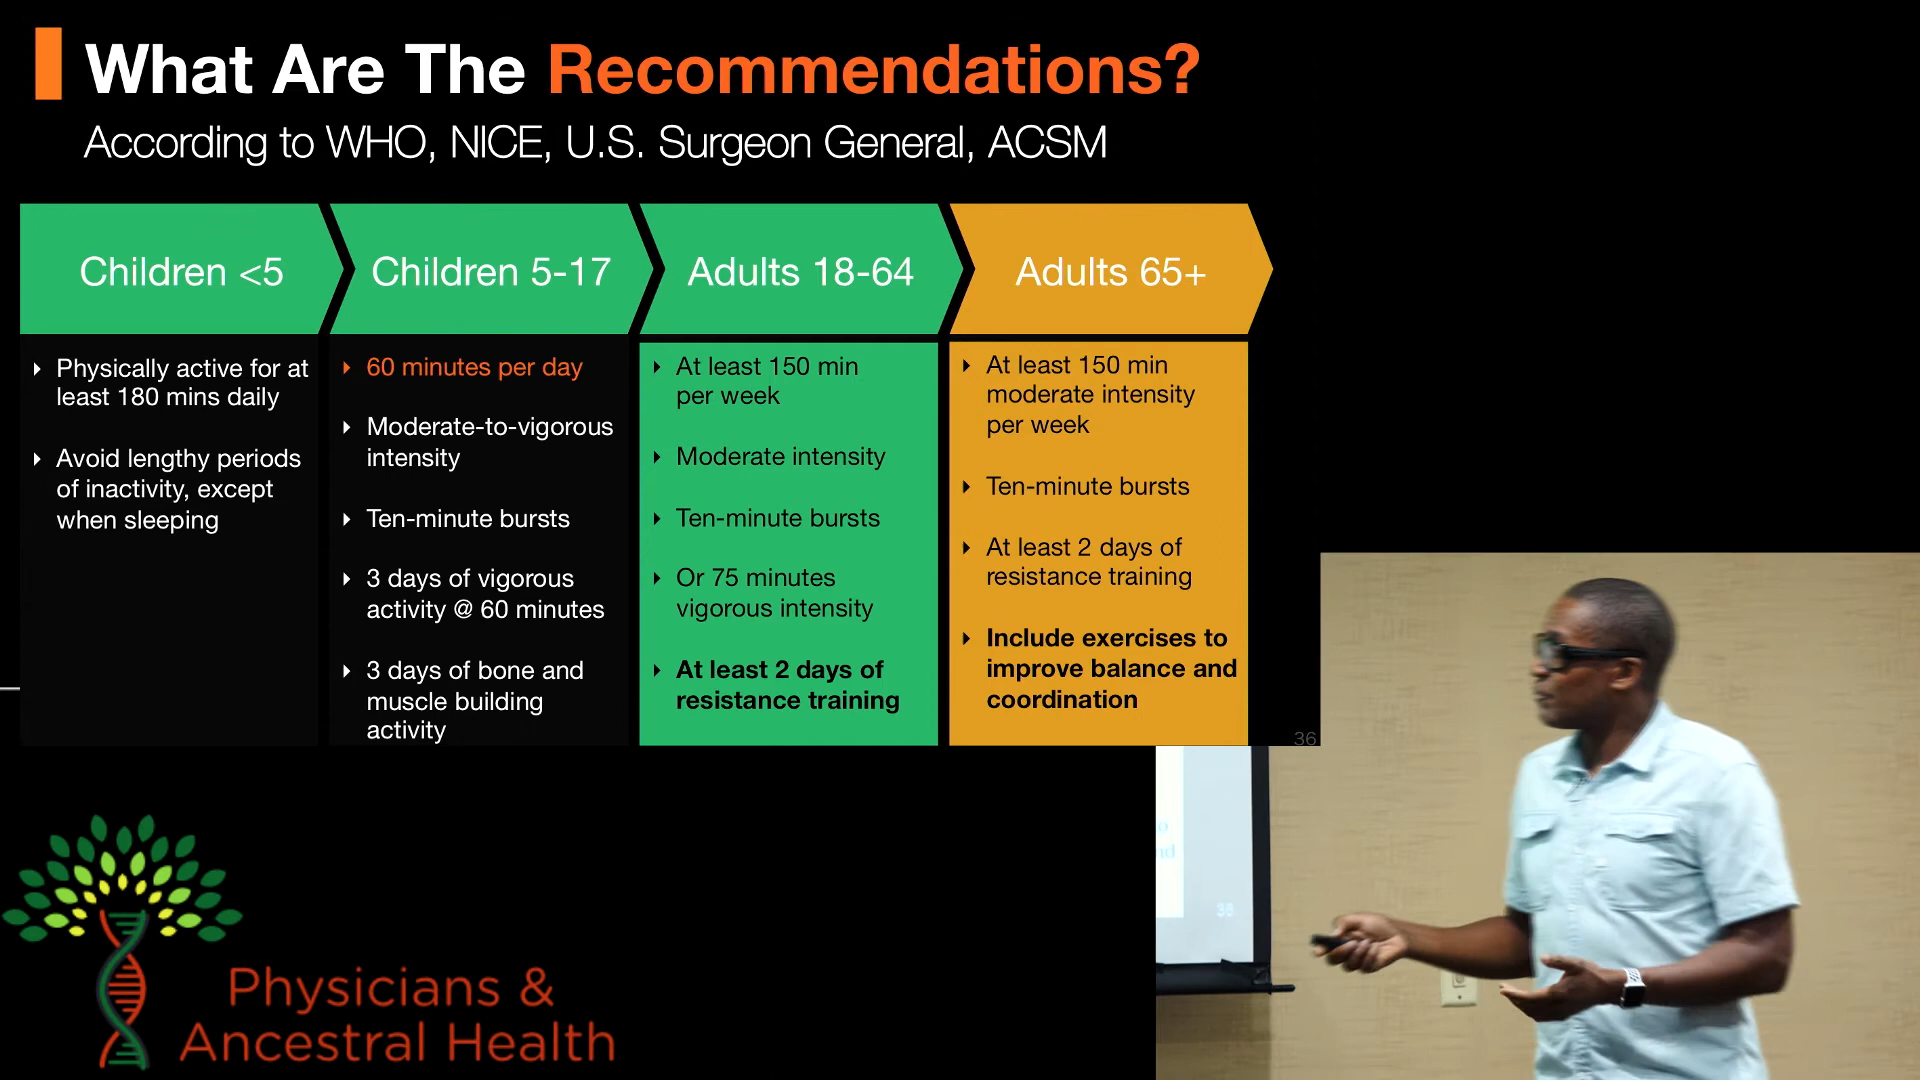 What Are The Recommendations?
According to WHO, NICE, U.S. Surgeon General, ACSM
Children <5
Physically active for at
least 180 mins daily
Avoid lengthy periods
of inactivity, except
when sleeping
Children 5-17
60 minutes per day
Moderate-to-vigorous
intensity
Ten-minute bursts
3 days of vigorous
activity @ 60 minutes
3 days of bone and
muscle building
activity
Adults 18-64
At least 150 min
per week
Moderate intensity
Ten-minute bursts
Or 75 minutes
vigorous intensity
At least 2 days of
resistance training
Adults 65+
At least 150 min
moderate intensity
per week
Ten-minute bursts
At least 2 days of
resistance training
Include exercises to
improve balance and
coordination
36
36
Physicians &
Ancestral Health